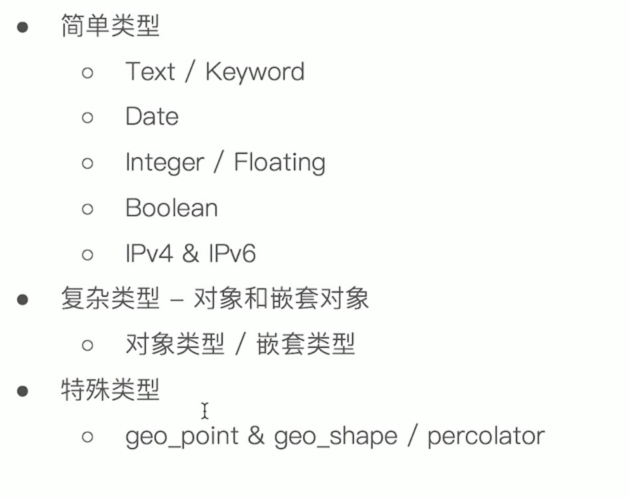 简单类型
Text / Keyword
Date
Integer / Floating
Boolean
IPv4 & IPv6
复杂类型 – 对象和嵌套对象
对象类型 / 嵌套类型
特殊类型
geo_point & geo_shape / percolator